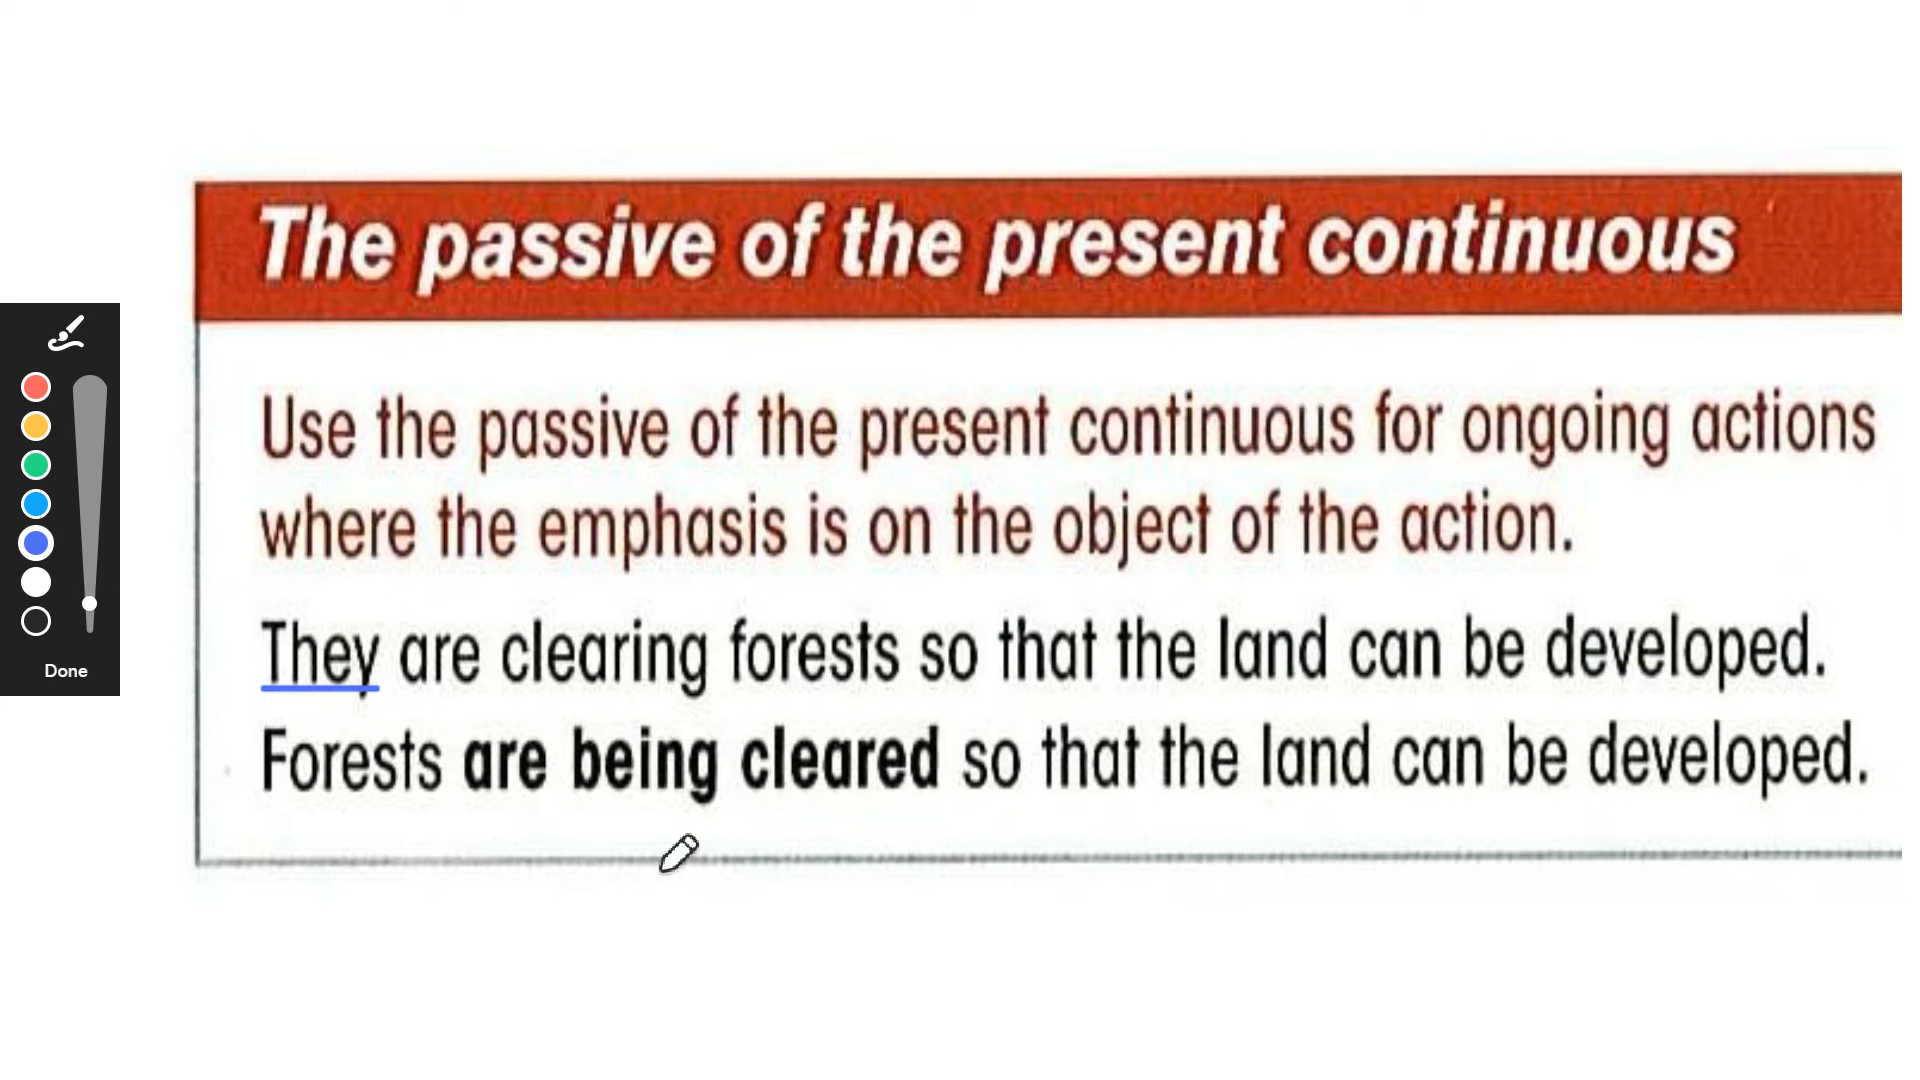 The passive of the present continuous
Use the passive of the present continuous for ongoing actions
where the emphasis is on the object of the action.
They are clearing forests so that the land can be developed.
Forests are being cleared so that the land can be developed.
Done